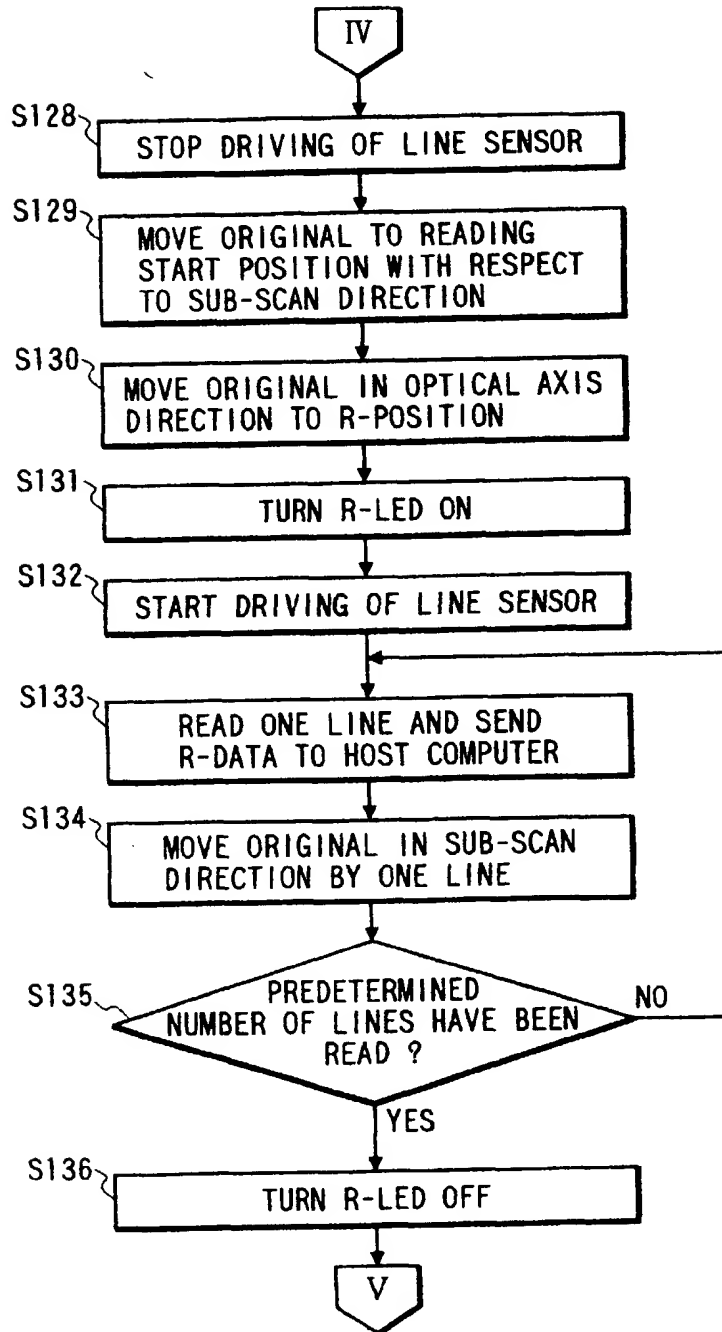 IV
S128
STOP DRIVING OF LINE SENSOR
S129
MOVE ORIGINAL TO READING
START POSITION WITH RESPECT
TO SUB-SCAN DIRECTION
S130
MOVE ORIGINAL IN OPTICAL AXIS
DIRECTION TO R-POSITION
S131
TURN R-LED ON
S132
START DRIVING OF LINE SENSOR
S133
READ ONE LINE AND SEND
R-DATA TO HOST COMPUTER
S134
MOVE ORIGINAL IN SUB-SCAN
DIRECTION BY ONE LINE
S135
PREDETERMINED
NUMBER OF LINES HAVE BEEN
READ ?
NO
YES
S136
TURN R-LED OFF
V